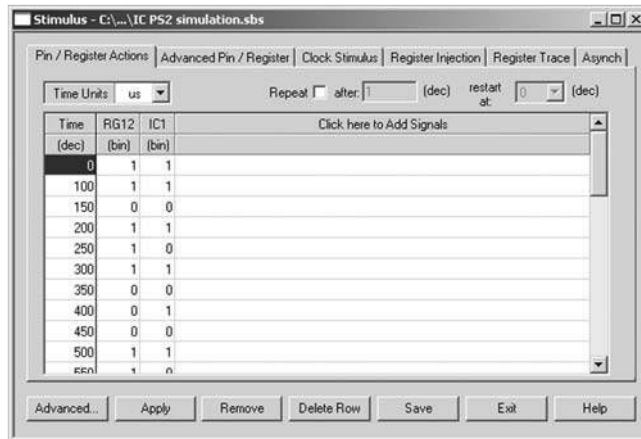 Stimulus - C:\...\IC PS2 simulation.sbs
Pin / Register Actions Advanced Pin / Register Clock Stimulus Register Injection Register Trace Asynch
Time Units us Repeat after: 1 (dec) restart at: 0 (dec)
Time RG12 IC1 Click here to Add Signals
(dec) (bin) (bin)
0 1 1
100 1 1
150 0 0
200 1 1
250 1 0
300 1 1
350 0 0
400 0 1
450 0 0
500 1 1
550 1 0
Advanced... Apply Remove Delete Row Save Exit Help